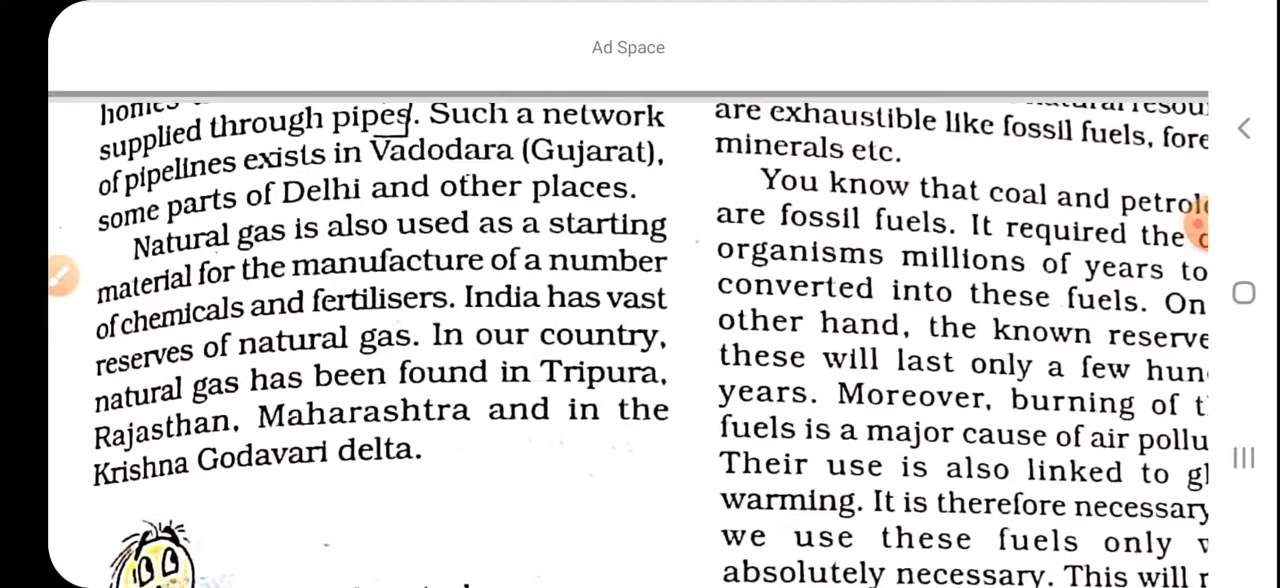 Ad Space
supplied through pipes. Such a network
of pipelines exists in Vadodara (Gujarat),
some parts of Delhi and other places.
Natural gas is also used as a starting
material for the manufacture of a number
of chemicals and fertilisers. India has vast
reserves of natural gas. In our country,
natural gas has been found in Tripura,
Rajasthan, Maharashtra and in the
Krishna Godavari delta.
are exhaustible like fossil fuels,
minerals etc.
You know that coal and
are fossil fuels. It required the
organisms millions of years to
converted into these fuels. On
other hand, the known
these will last only a few
years. Moreover, burning of
fuels is a major cause of air
Their use is also linked to
warming. It is therefore necessary
we use these fuels only
absolutely necessary. This will